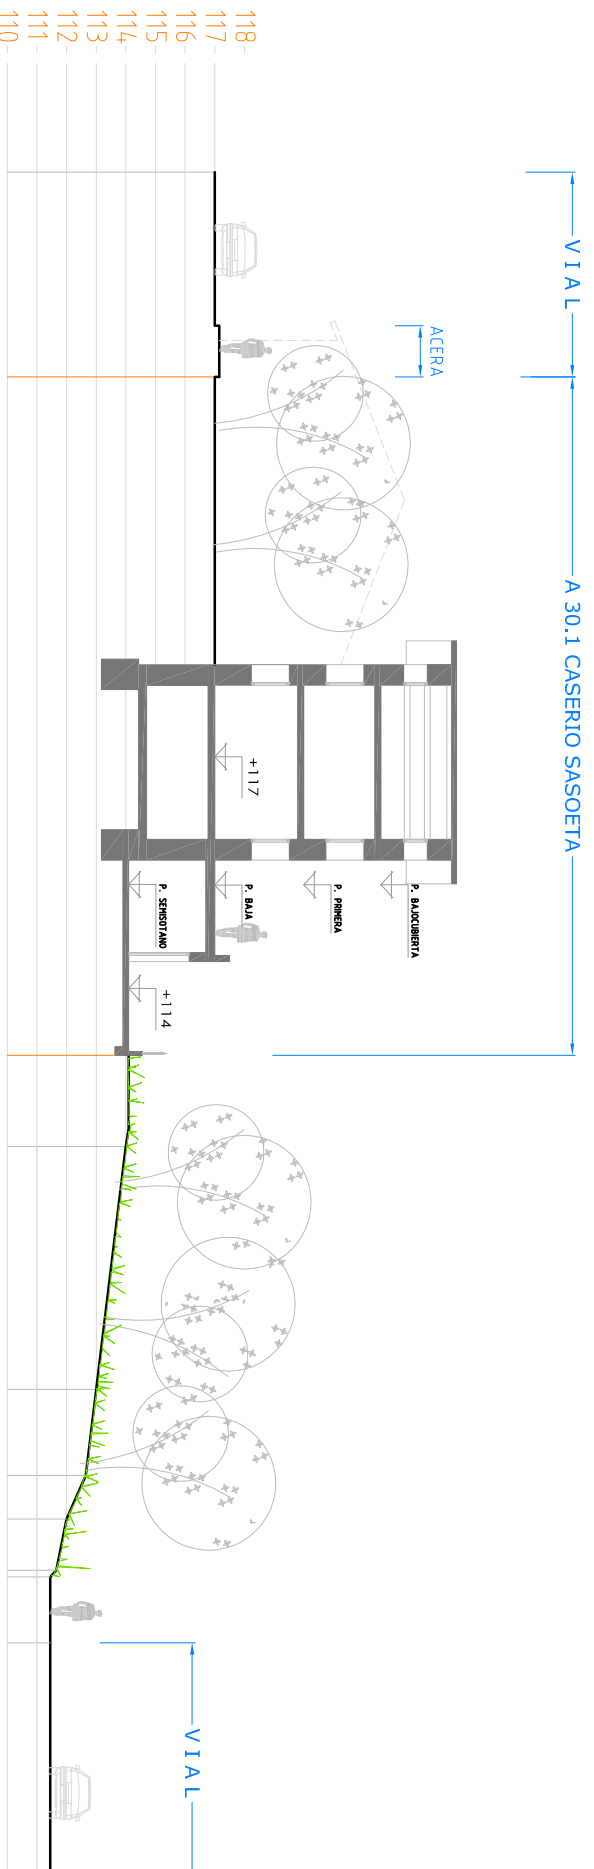 118
117
116
115
114
113
112
111
110
VIAL
ACERA
A 30.1 CASERIO SASOETA
+117
P. BAJOCUBIERTA
P. PRIMERA
P. BAJA
P. SEMISOTANO
+114
VIAL